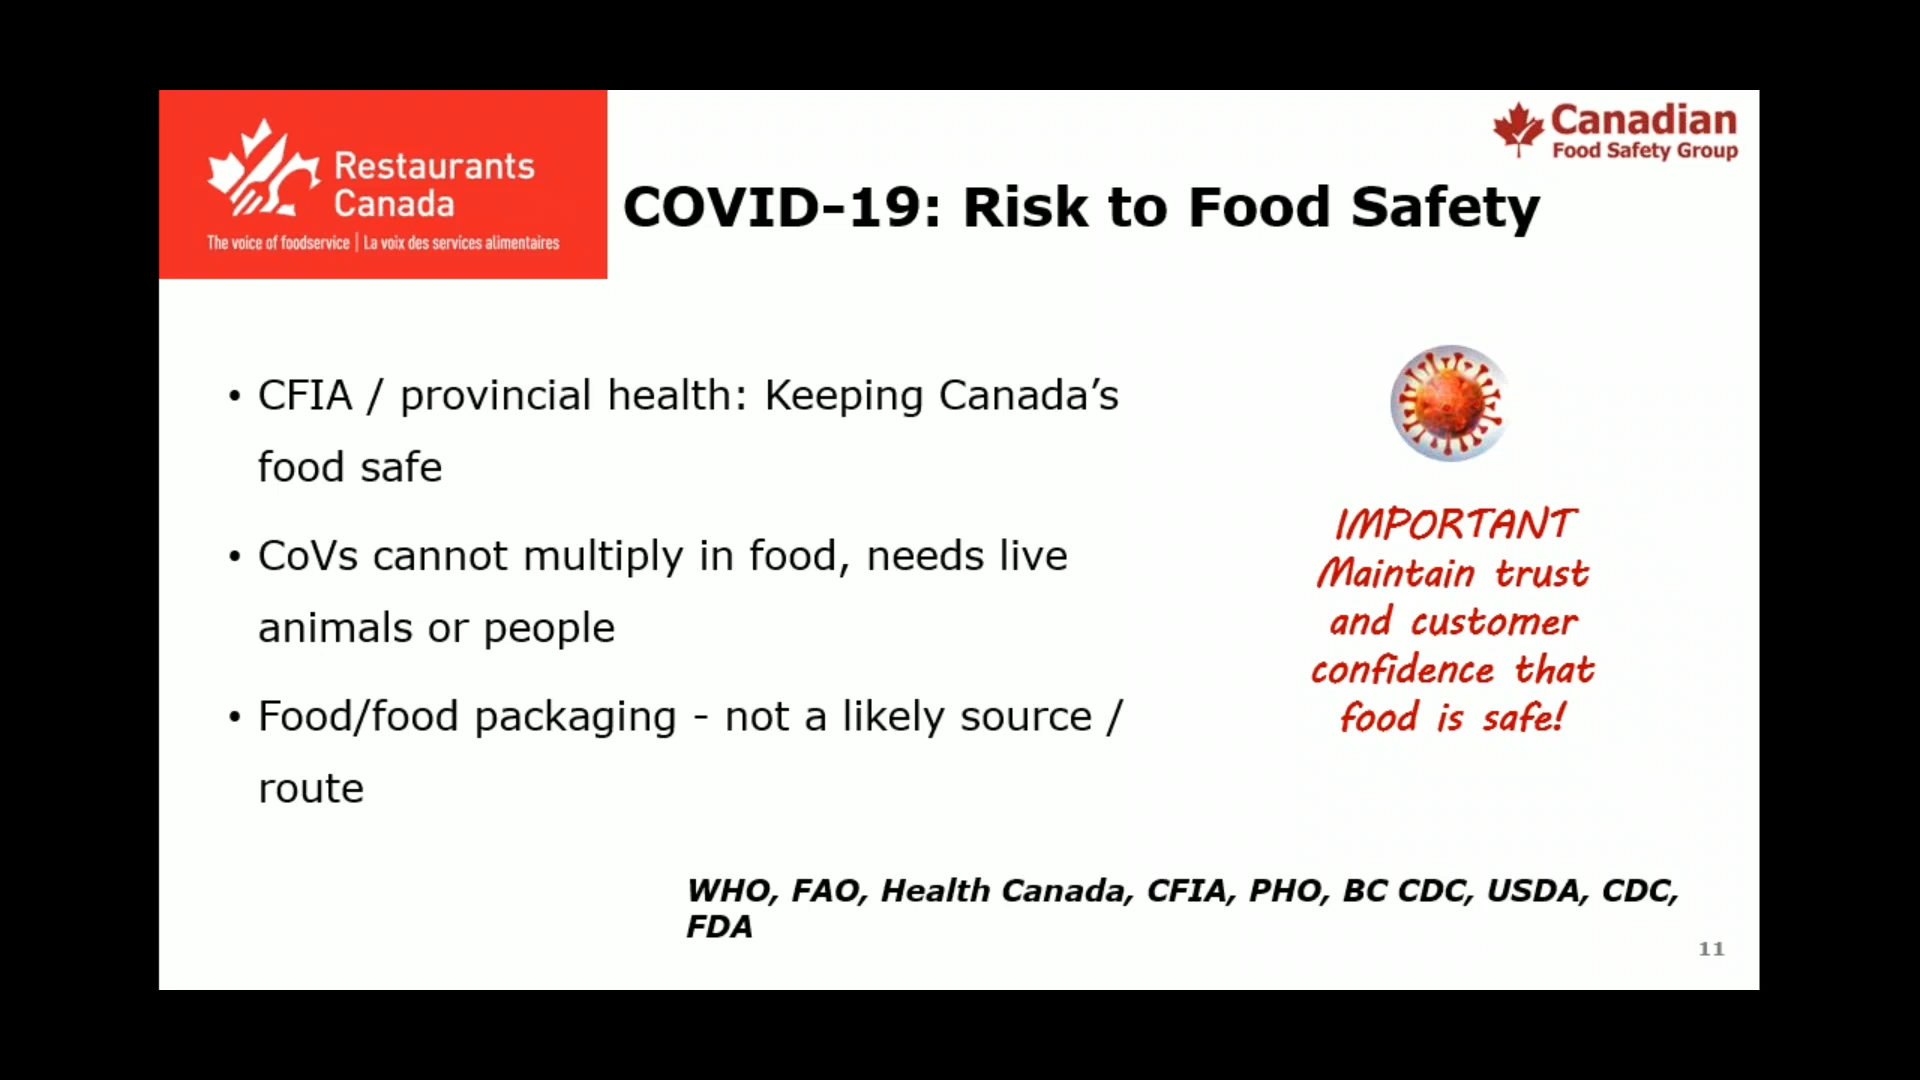 Restaurants
Canada
The voice of foodservice | La voix des services alimentaires
Canadian
Food Safety Group
COVID-19: Risk to Food Safety
• CFIA / provincial health: Keeping Canada’s
food safe
• CoVs cannot multiply in food, needs live
animals or people
• Food/food packaging - not a likely source /
route
IMPORTANT
Maintain trust
and customer
confidence that
food is safe!
WHO, FAO, Health Canada, CFIA, PHO, BC CDC, USDA, CDC,
FDA
11